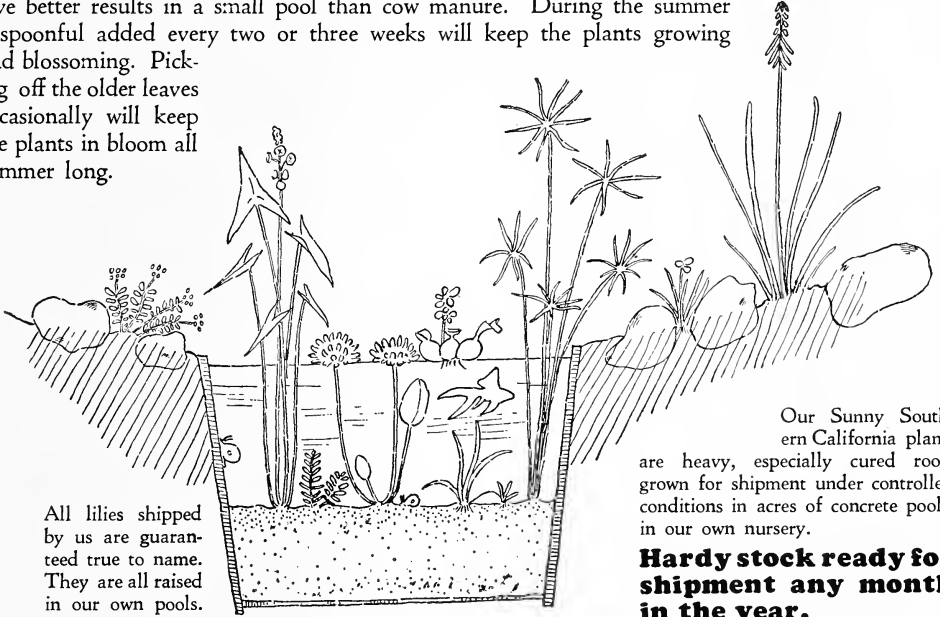 ve better results in a small pool than cow manure. During the summer
spoonful added every two or three weeks will keep the plants growing
d blossoming. Pick-
g off the older leaves
casionally will keep
e plants in bloom all
mmer long.
All lilies shipped
by us are guaran-
teed true to name.
They are all raised
in our own pools.
Our Sunny South
ern California plan
are heavy, especially cured roo
grown for shipment under controlle
conditions in acres of concrete pool
in our own nursery.
Hardy stock ready fo
shipment any month
in the year.